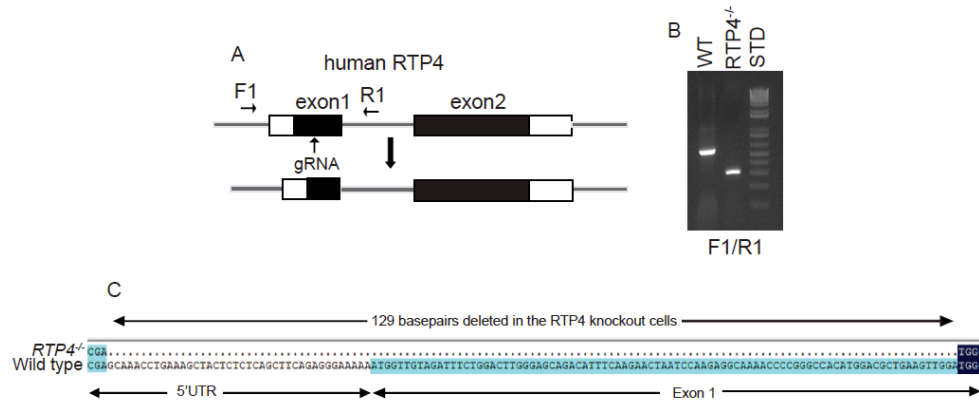 A
human RTP4
F1
exon1
R1
exon2
gRNA
B
WT
RTP4-/-
STD
F1/R1
C
129 basepairs deleted in the RTP4 knockout cells
RTP4-/- CGA TGG
Wild type CGAGCAAACCTGAAAGCTACTCTCTCAGCTTCAGAGGGAAAAAATGGTTGTAGATTTCTGGACTTGGGAGCAGACATTTCAAGAACTAATCCAAGAGGCAAAACCCCGGGCCACATGGACGCTGAAGTTGGATGG
5'UTR
Exon 1